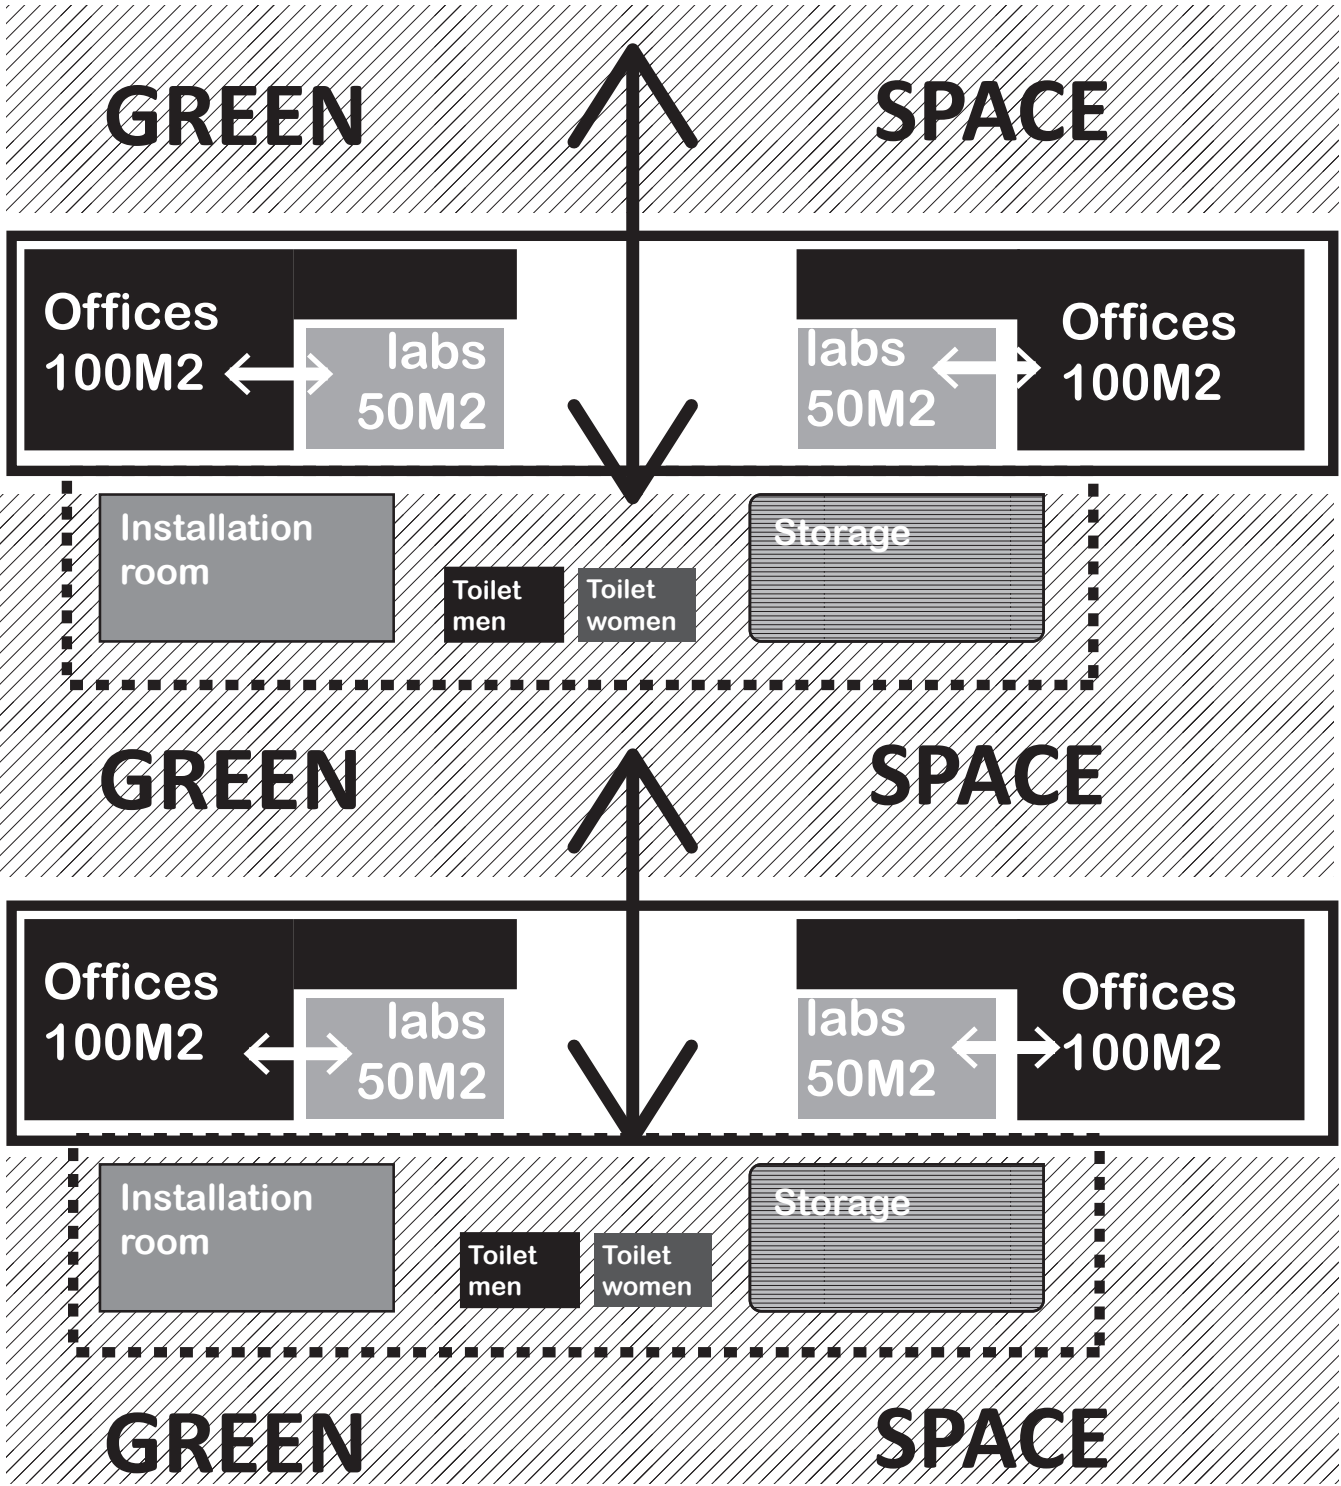 GREEN SPACE
Offices
100M2
labs
50M2
labs
50M2
Offices
100M2
Installation
room
Toilet
men
Toilet
women
Storage
GREEN SPACE
Offices
100M2
labs
50M2
labs
50M2
Offices
100M2
Installation
room
Toilet
men
Toilet
women
Storage
GREEN SPACE